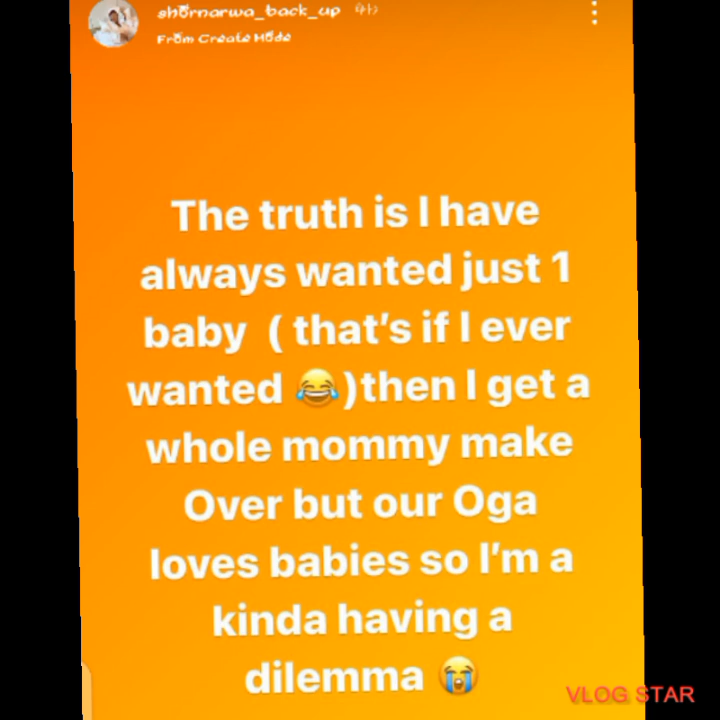 shornarwa_back_up 4h
From Create Mode
The truth is I have
always wanted just 1
baby ( that's if I ever
wanted 😂)then I get a
whole mommy make
Over but our Oga
loves babies so I'm a
kinda having a
dilemma 😭
VLOG STAR